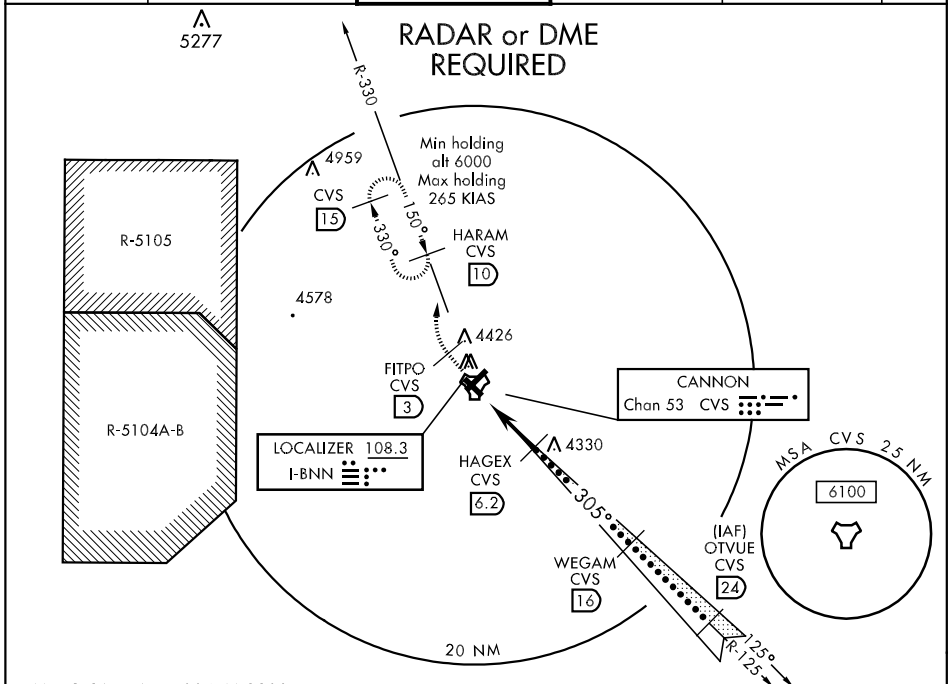 5277
RADAR or DME
REQUIRED
R-330
4959
Min holding
alt 6000
Max holding
265 KIAS
CVS
15
150°
330°
HARAM
CVS
10
R-5105
4578
4426
FITPO
CVS
3
CANNON
Chan 53 CVS
R-5104A-B
LOCALIZER 108.3
I-BNN
4330
HAGEX
CVS
6.2
305°
MSA CVS 25 NM
6100
(IAF)
OTVUE
CVS
24
WEGAM
CVS
16
20 NM
125°
R-125